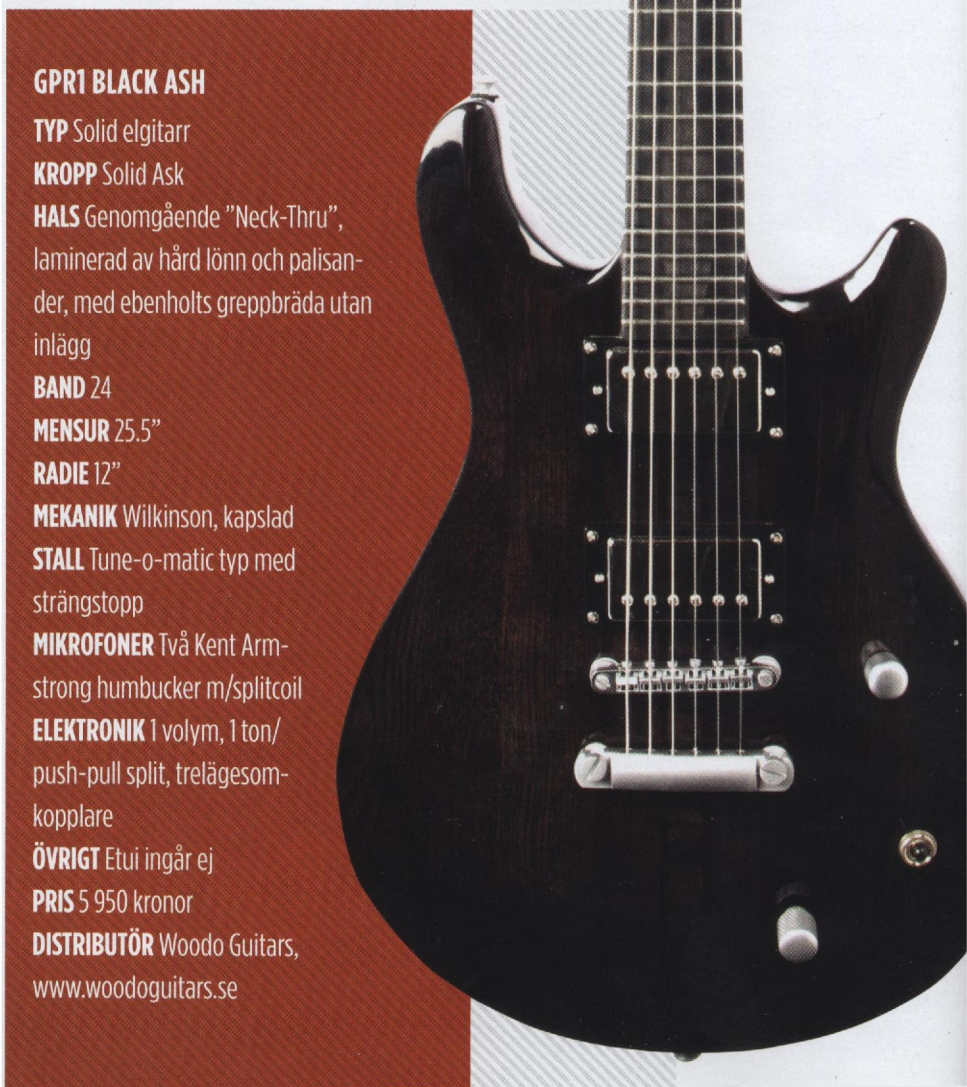 GPR1 BLACK ASH
TYP Solid elgitarr
KROPP Solid Ask
HALS Genomgående ”Neck-Thru”,
laminerad av hård lönn och palisan-
der, med ebenholts greppbräda utan
inlägg
BAND 24
MENSUR 25.5”
RADIE 12”
MEKANIK Wilkinson, kapslad
STALL Tune-o-matic typ med
strängstopp
MIKROFONER Två Kent Arm-
strong humbucker m/splitcoil
ELEKTRONIK 1 volym, 1 ton/
push-pull split, trelägesom-
kopplare
ÖVRIGT Etui ingår ej
PRIS 5 950 kronor
DISTRIBUTÖR Woodo Guitars,
www.woodoguitars.se